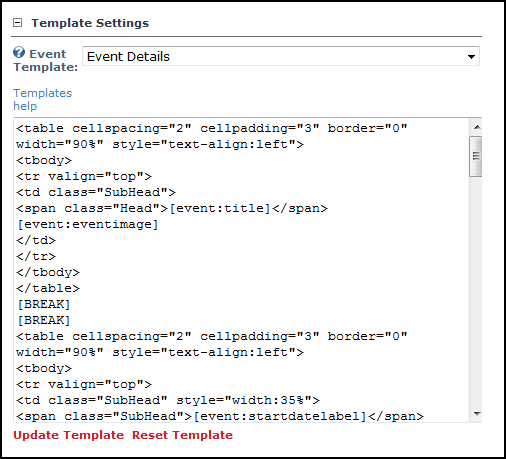 Template Settings
Event Template: Event Details
Templates help
<table cellspacing="2" cellpadding="3" border="0"
width="90%" style="text-align:left">
<tbody>
<tr valign="top">
<td class="SubHead">
<span class="Head">[event:title]</span>
[event:eventimage]
</td>
</tr>
</tbody>
</table>
[BREAK]
[BREAK]
<table cellspacing="2" cellpadding="3" border="0"
width="90%" style="text-align:left">
<tbody>
<tr valign="top">
<td class="SubHead" style="width:35%">
<span class="SubHead">[event:startdatelabel]</span>
Update Template Reset Template